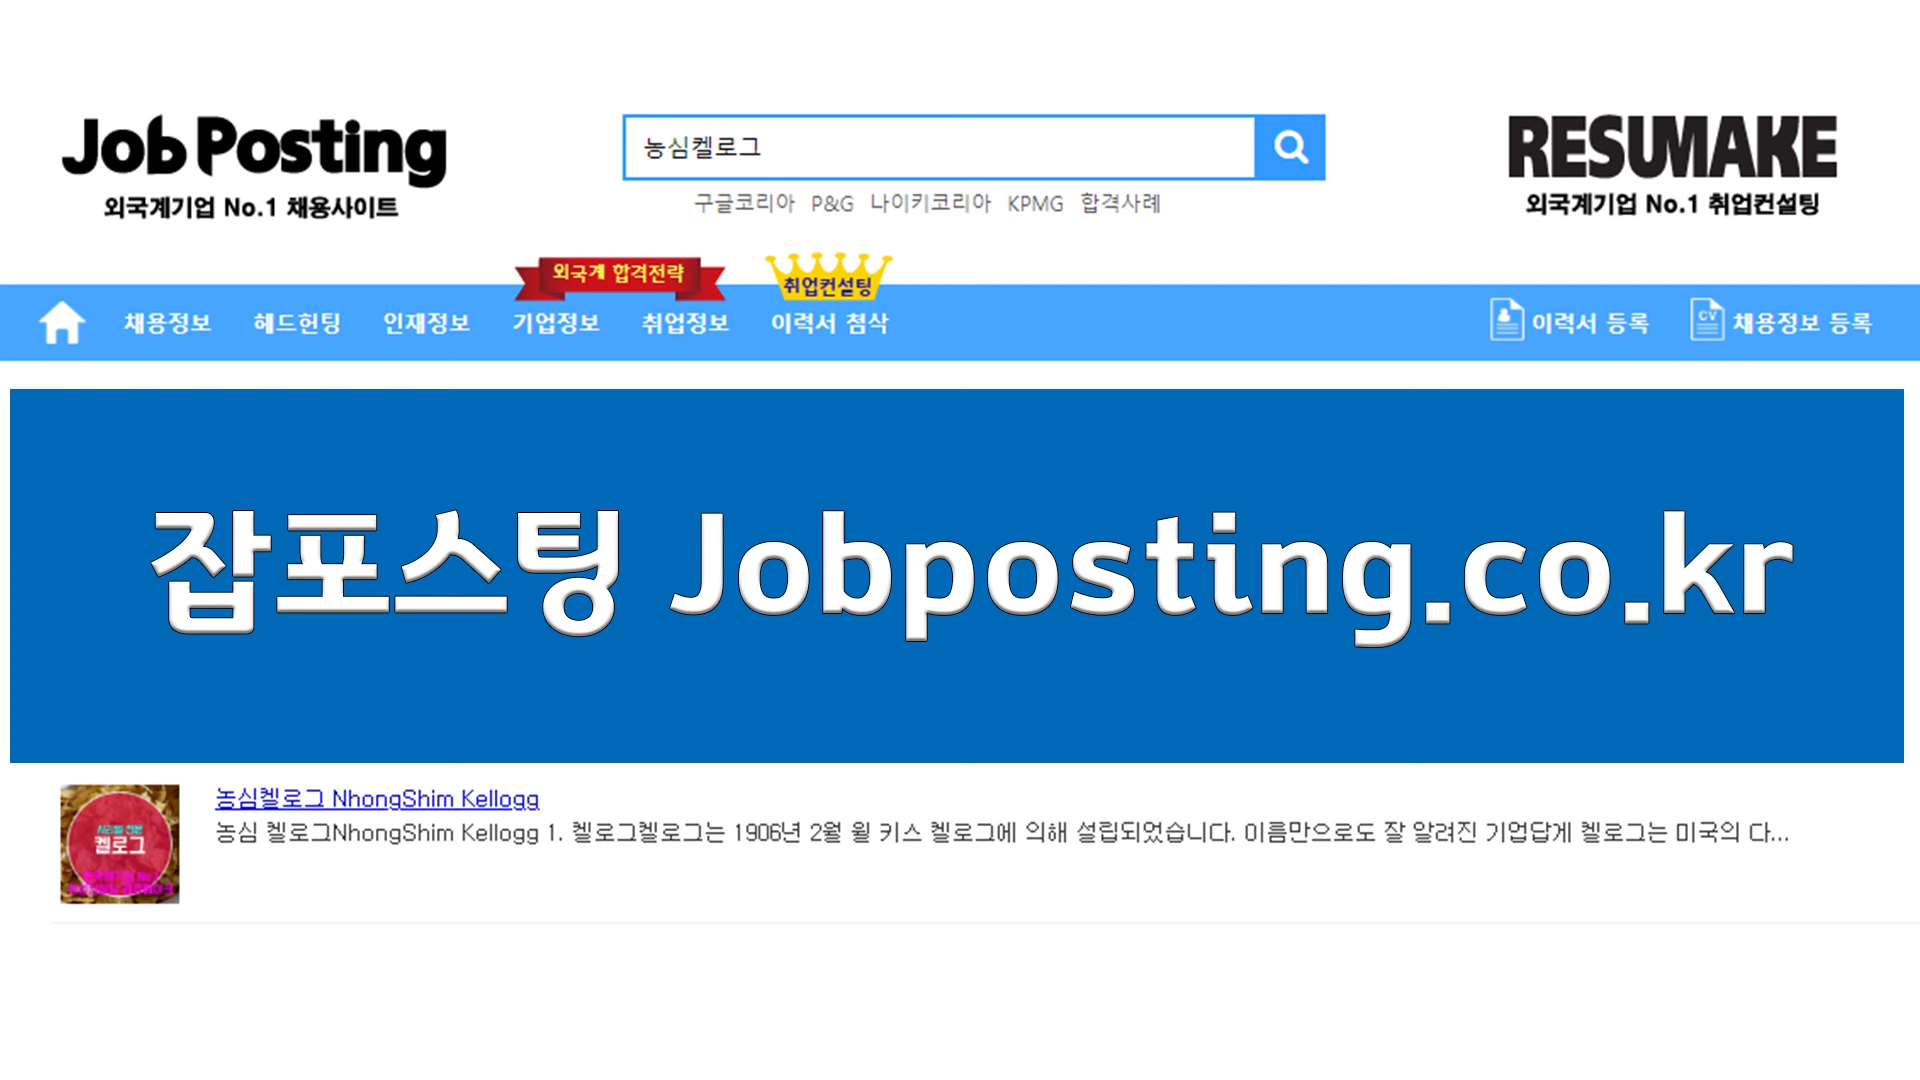 Job Posting
외국계기업 No.1 채용사이트
농심켈로그
구글코리아 P&G 나이키코리아 KPMG 합격사례
RESUMAKE
외국계기업 No.1 취업컨설팅
외국계 합격전략
취업컨설팅
채용정보 헤드헌팅 인재정보 기업정보 취업정보 이력서 첨삭
이력서 등록
CV 채용정보 등록
잡포스팅 Jobposting.co.kr
농심켈로그 NhongShim Kellogg
농심 켈로그NhongShim Kellogg 1. 켈로그켈로그는 1906년 2월 윌 키스 켈로그에 의해 설립되었습니다. 이름만으로도 잘 알려진 기업답게 켈로그는 미국의 다...
켈로그